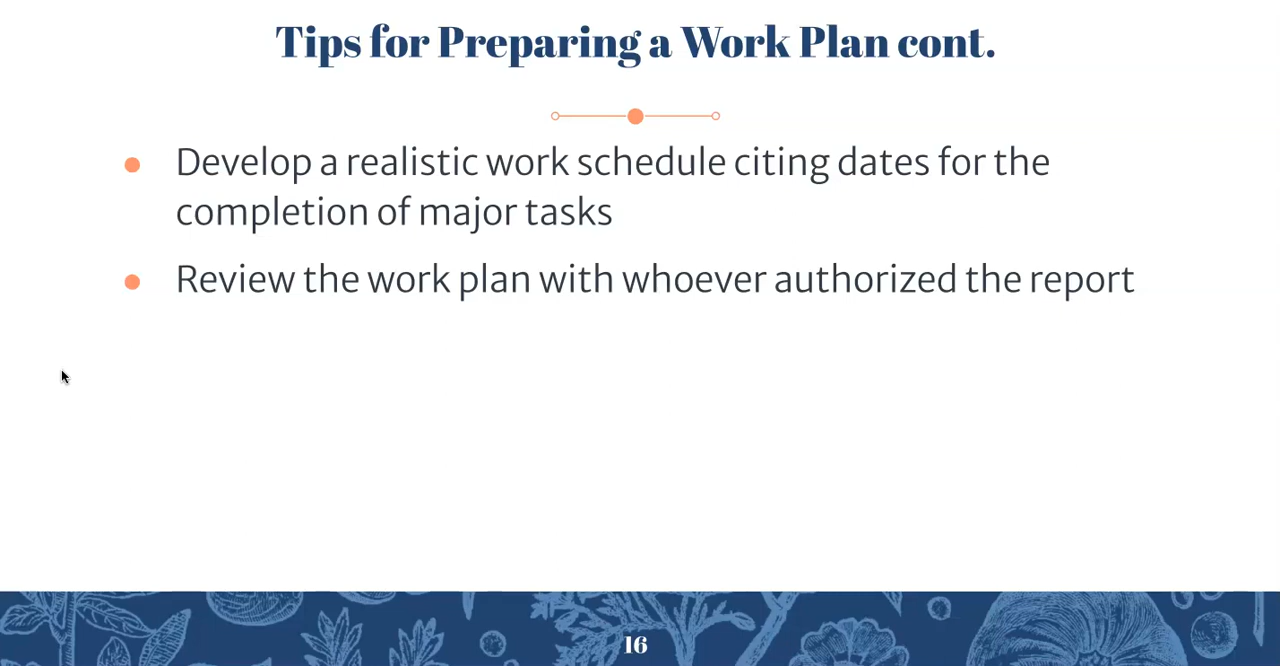 Tips for Preparing a Work Plan cont.
Develop a realistic work schedule citing dates for the
completion of major tasks
Review the work plan with whoever authorized the report
16